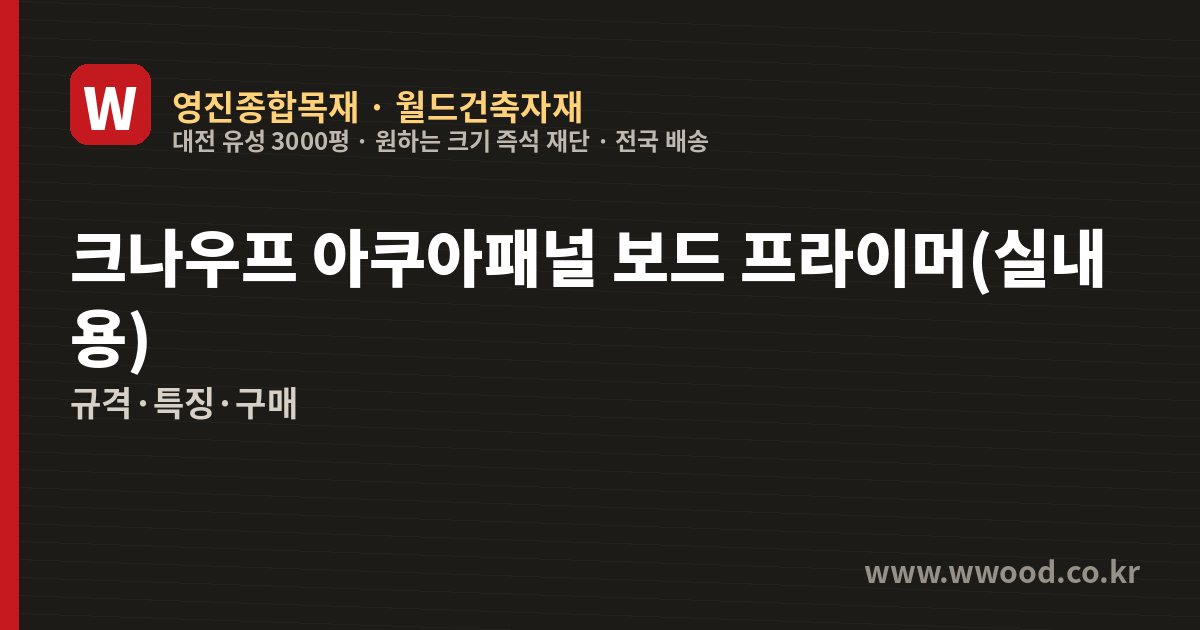 W
영진종합목재 · 월드건축자재
대전 유성 3000평 · 원하는 크기 즉석 재단 · 전국 배송
크나우프 아쿠아패널 보드 프라이머(실내
용)
규격·특징·구매
www.wwood.co.kr